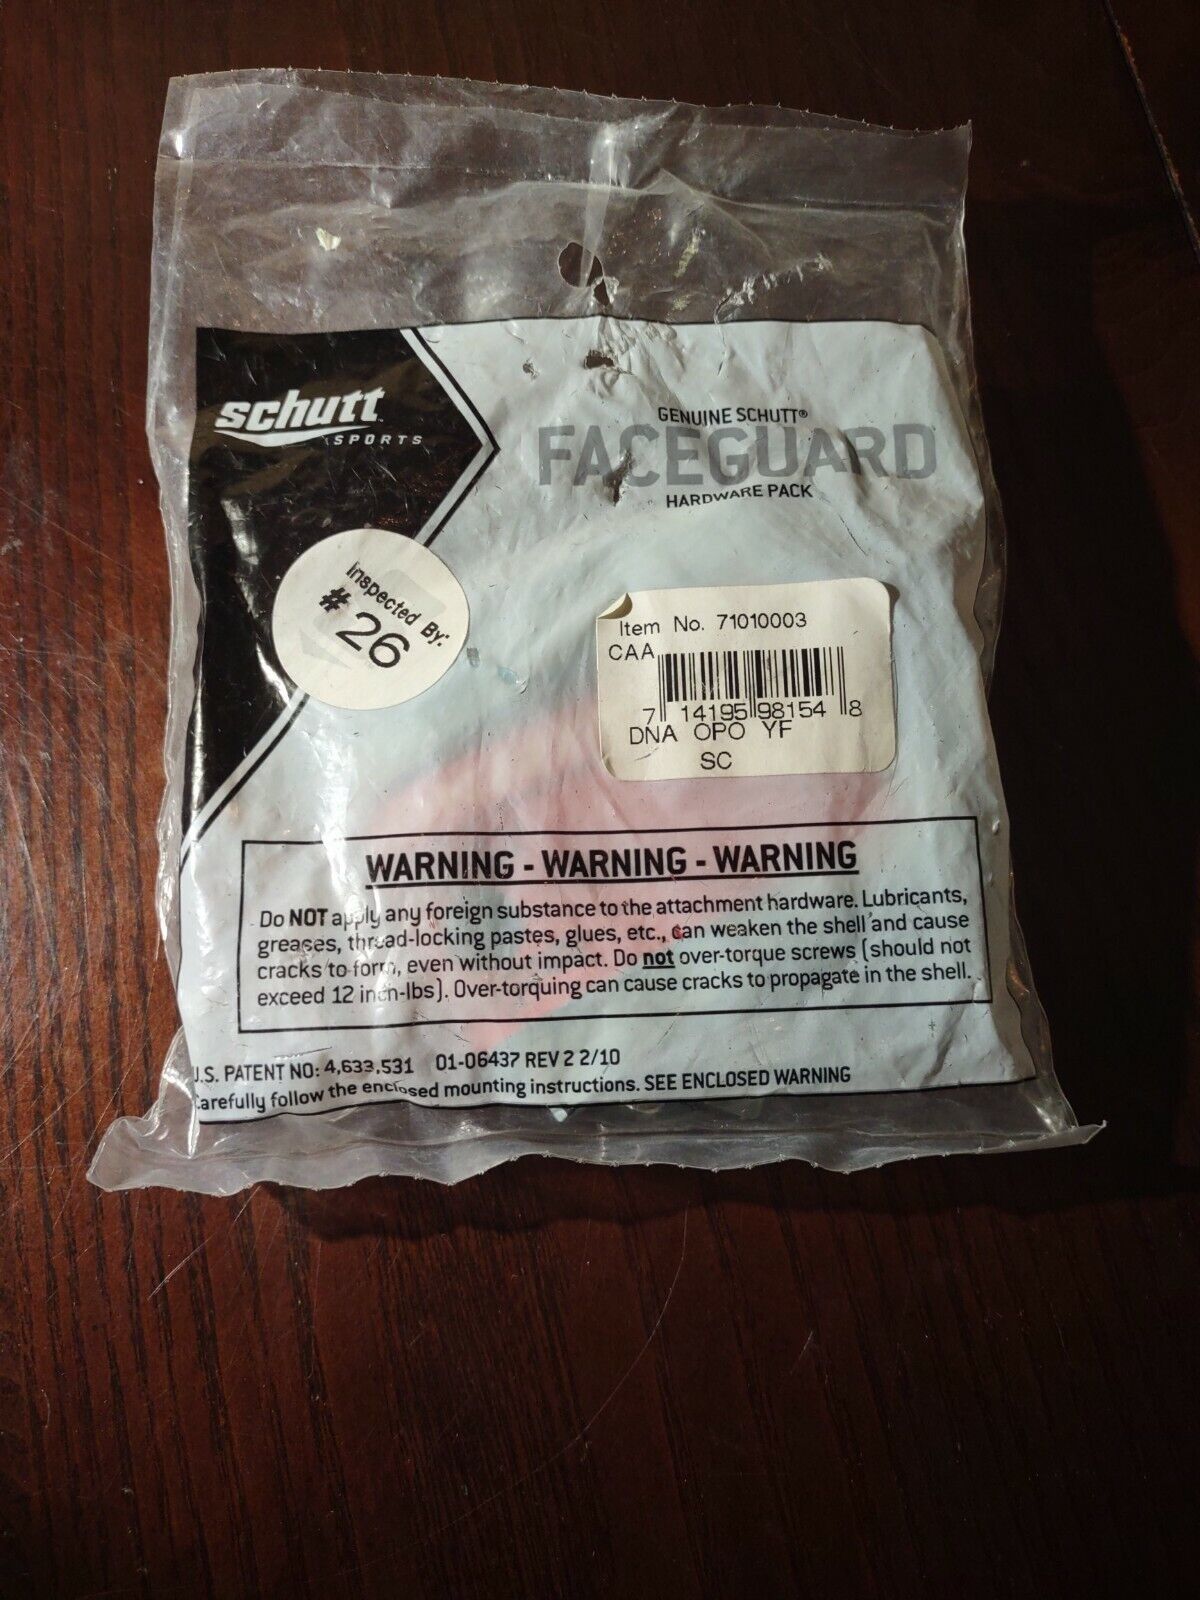 schutt
SPORTS
GENUINE SCHUTT®
FACEGUARD
HARDWARE PACK
Inspected By:
# 26
Item No. 71010003
CAA
7 14195 98154 8
DNA OPO YF
SC
WARNING - WARNING - WARNING
Do NOT apply any foreign substance to the attachment hardware. Lubricants,
greases, thread-locking pastes, glues, etc., can weaken the shell and cause
cracks to form, even without impact. Do not over-torque screws (should not
exceed 12 inch-lbs). Over-torquing can cause cracks to propagate in the shell.
U.S. PATENT NO: 4,633,531 01-06437 REV 2 2/10
Carefully follow the enclosed mounting instructions. SEE ENCLOSED WARNING